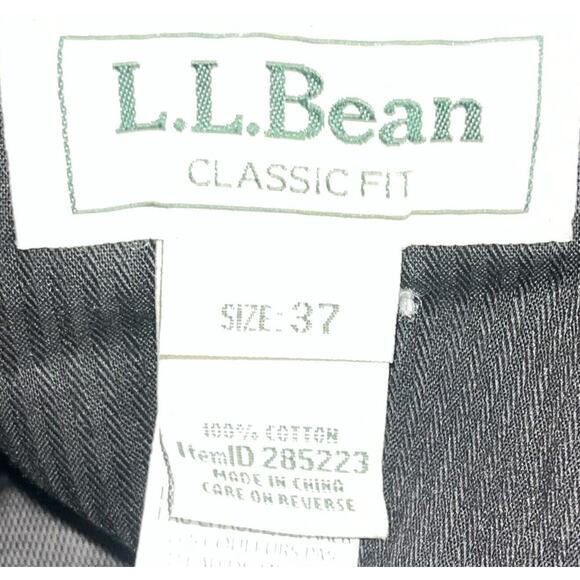 L.L.Bean
CLASSIC FIT
SIZE: 37
100% COTTON
ItemID 285223
MADE IN CHINA
CARE ON REVERSE